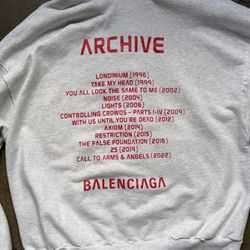 ARCHIVE
LONDINIUM (1996)
TAKE MY HEAD (1999)
YOU ALL LOOK THE SAME TO ME (2002)
NOISE (2004)
LIGHTS (2006)
CONTROLLING CROWDS – PARTS I-IV (2009)
WITH US UNTIL YOU'RE DEAD (2012)
AXIOM (2014)
RESTRICTION (2015)
THE FALSE FOUNDATION (2016)
25 (2019)
CALL TO ARMS & ANGELS (2022)
BALENCIAGA